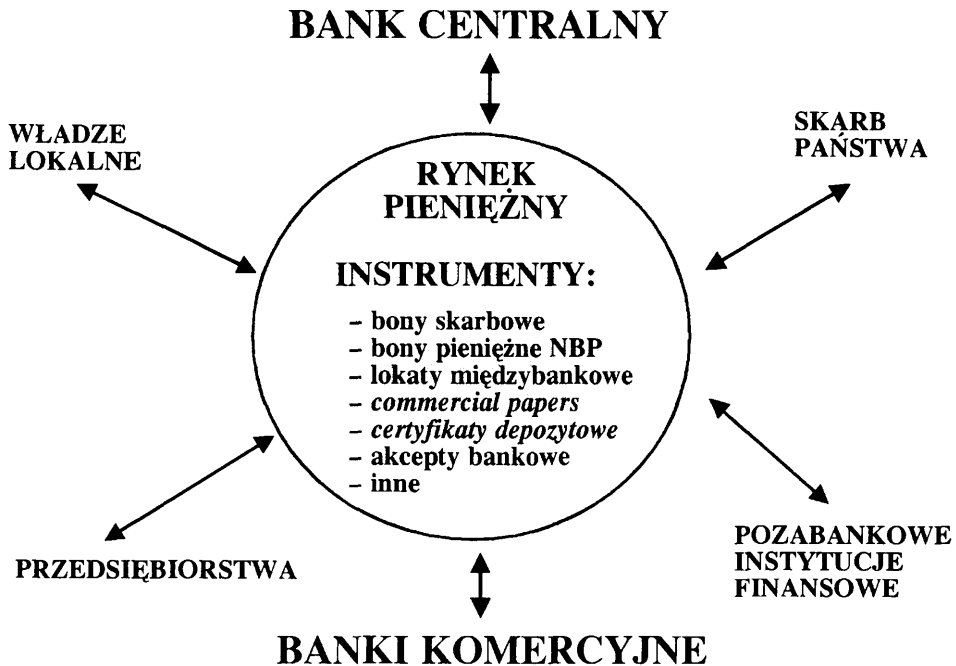 BANK CENTRALNY
WŁADZE
LOKALNE
SKARB
PAŃSTWA
RYNEK
PIENIĘŻNY
INSTRUMENTY:
– bony skarbowe
– bony pieniężne NBP
– lokaty międzybankowe
– commercial papers
– certyfikaty depozytowe
– akcepty bankowe
– inne
PRZEDSIĘBIORSTWA
POZABANKOWE
INSTYTUCJE
FINANSOWE
BANKI KOMERCYJNE